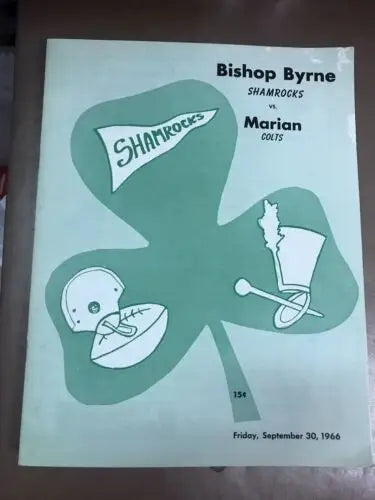 Bishop Byrne
SHAMROCKS
vs.
Marian
COLTS
SHAMROCKS
15¢
Friday, September 30, 1966